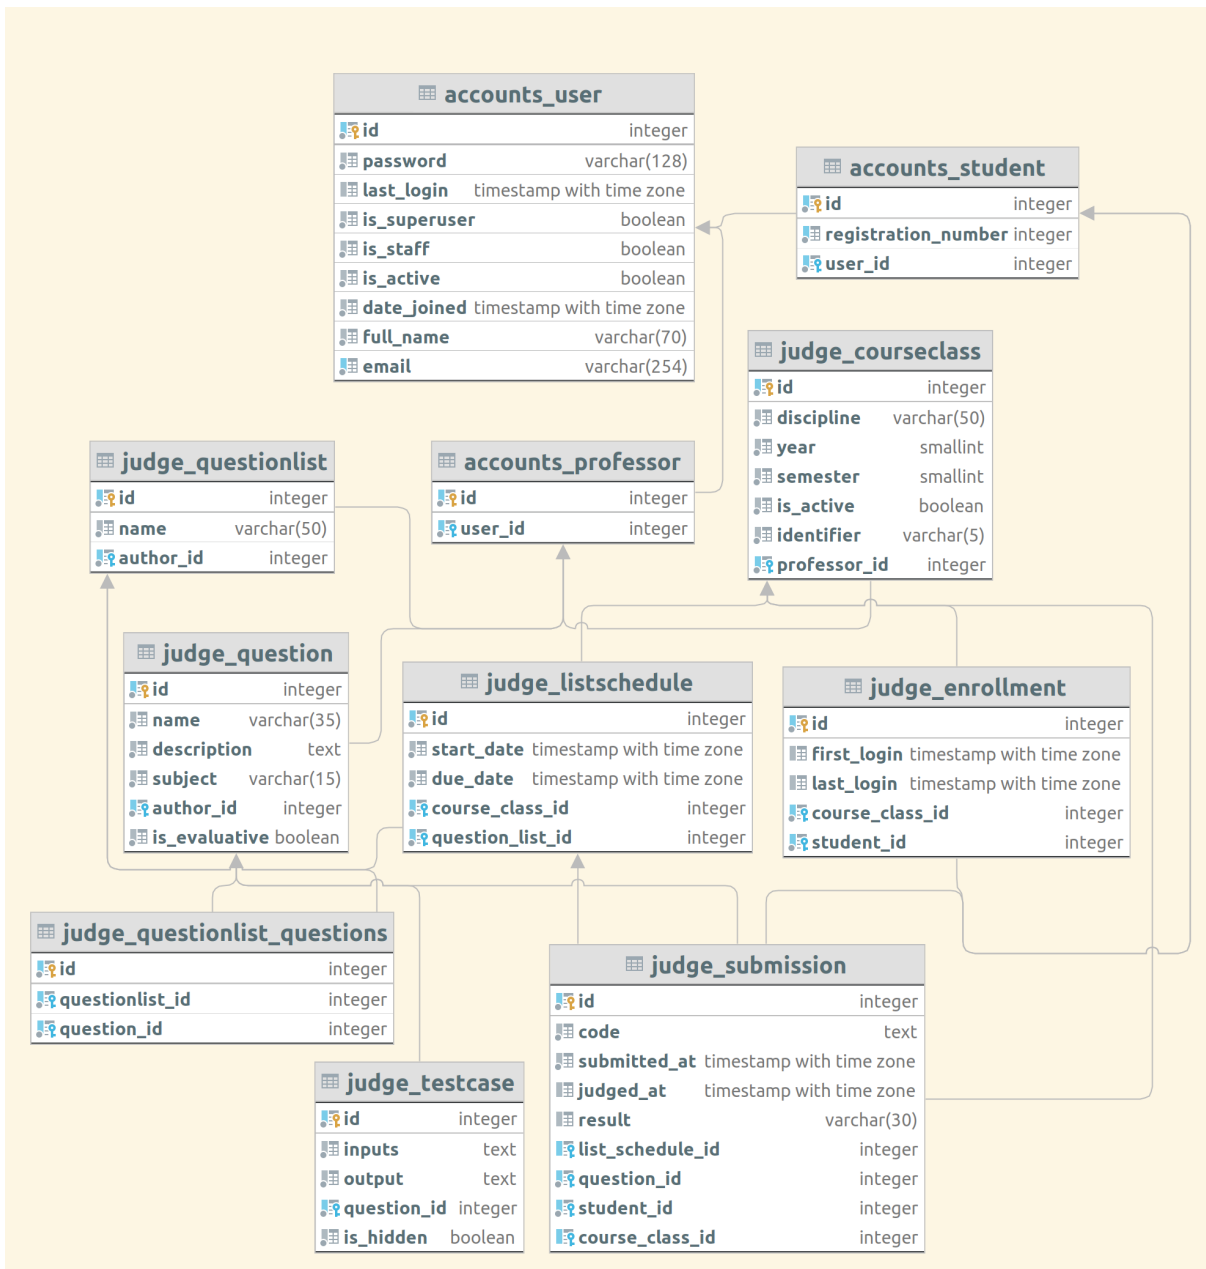 accounts_user
id integer
password varchar(128)
last_login timestamp with time zone
is_superuser boolean
is_staff boolean
is_active boolean
date_joined timestamp with time zone
full_name varchar(70)
email varchar(254)
accounts_student
id integer
registration_number integer
user_id integer
judge_courseclass
id integer
discipline varchar(50)
year smallint
semester smallint
is_active boolean
identifier varchar(5)
professor_id integer
judge_questionlist
id integer
name varchar(50)
author_id integer
accounts_professor
id integer
user_id integer
judge_question
id integer
name varchar(35)
description text
subject varchar(15)
author_id integer
is_evaluative boolean
judge_listschedule
id integer
start_date timestamp with time zone
due_date timestamp with time zone
course_class_id integer
question_list_id integer
judge_enrollment
id integer
first_login timestamp with time zone
last_login timestamp with time zone
course_class_id integer
student_id integer
judge_questionlist_questions
id integer
questionlist_id integer
question_id integer
judge_submission
id integer
code text
submitted_at timestamp with time zone
judged_at timestamp with time zone
result varchar(30)
list_schedule_id integer
question_id integer
student_id integer
course_class_id integer
judge_testcase
id integer
inputs text
output text
question_id integer
is_hidden boolean